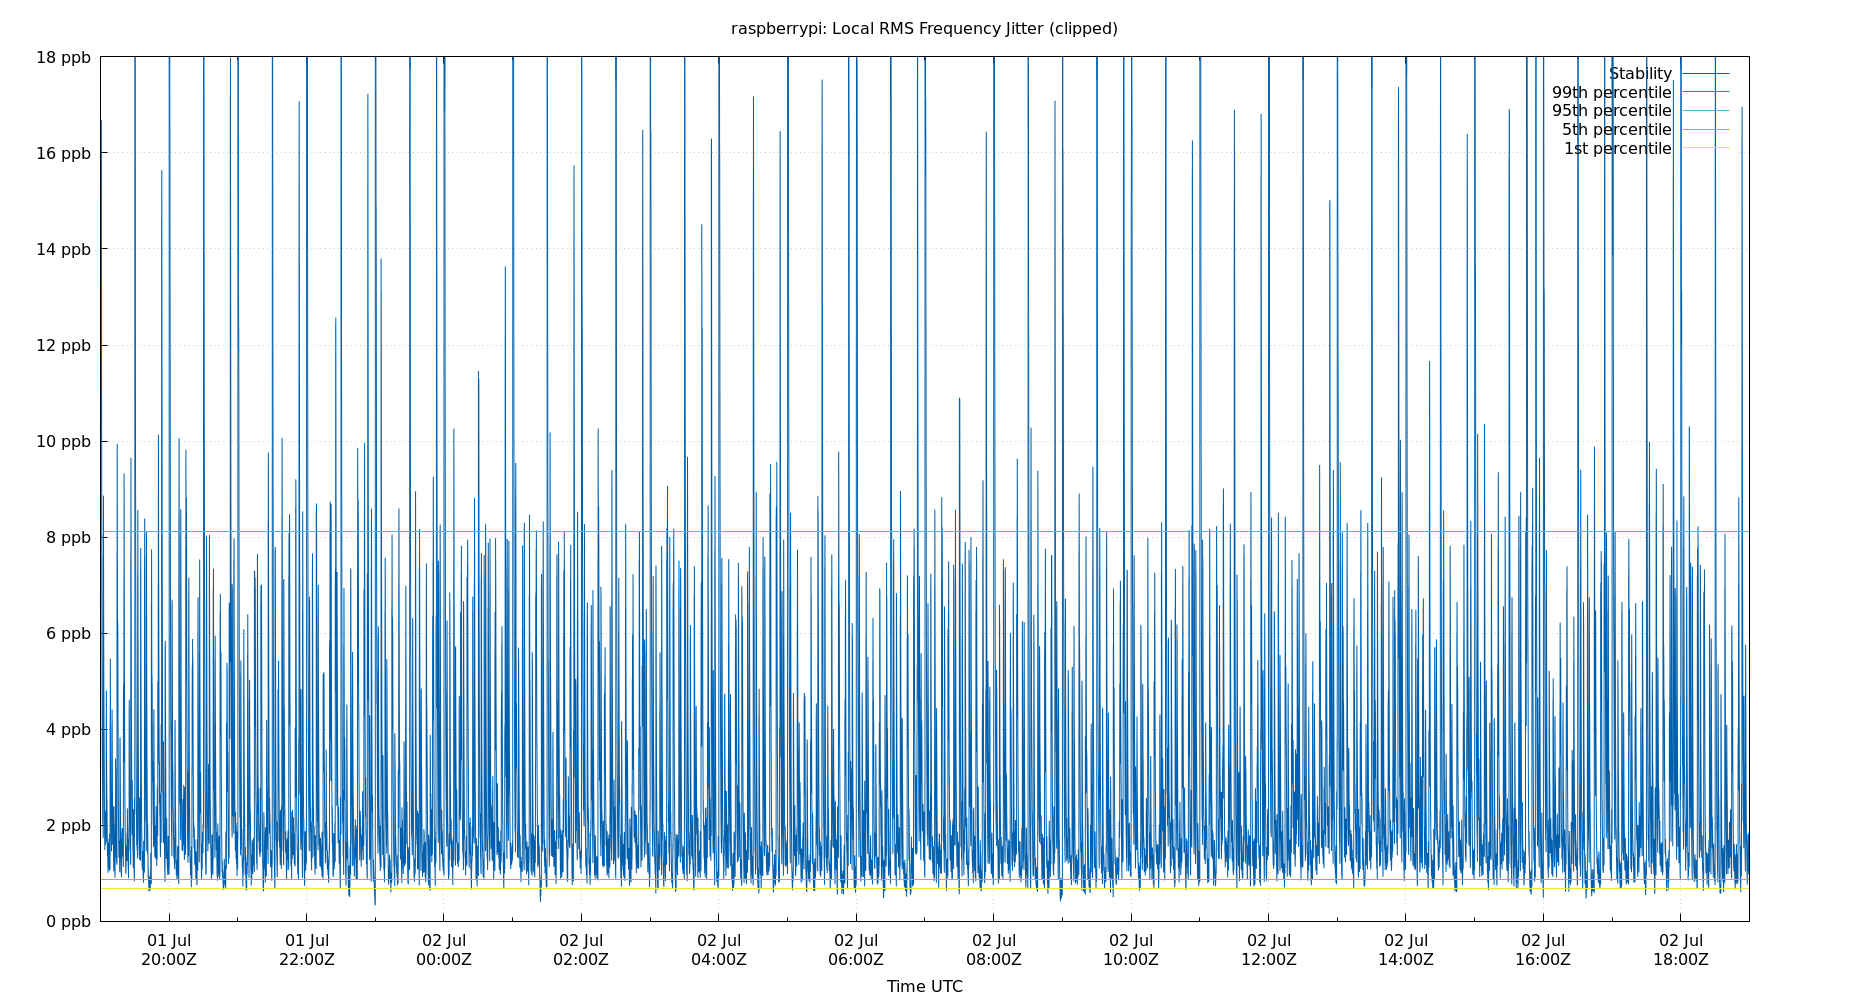 raspberrypi: Local RMS Frequency Jitter (clipped)
18 ppb
16 ppb
14 ppb
12 ppb
10 ppb
8 ppb
6 ppb
4 ppb
2 ppb
0 ppb
Stability
99th percentile
95th percentile
5th percentile
1st percentile
01 Jul 01 Jul 02 Jul 02 Jul 02 Jul 02 Jul 02 Jul 02 Jul 02 Jul 02 Jul 02 Jul 02 Jul
20:00Z 22:00Z 00:00Z 02:00Z 04:00Z 06:00Z 08:00Z 10:00Z 12:00Z 14:00Z 16:00Z 18:00Z
Time UTC